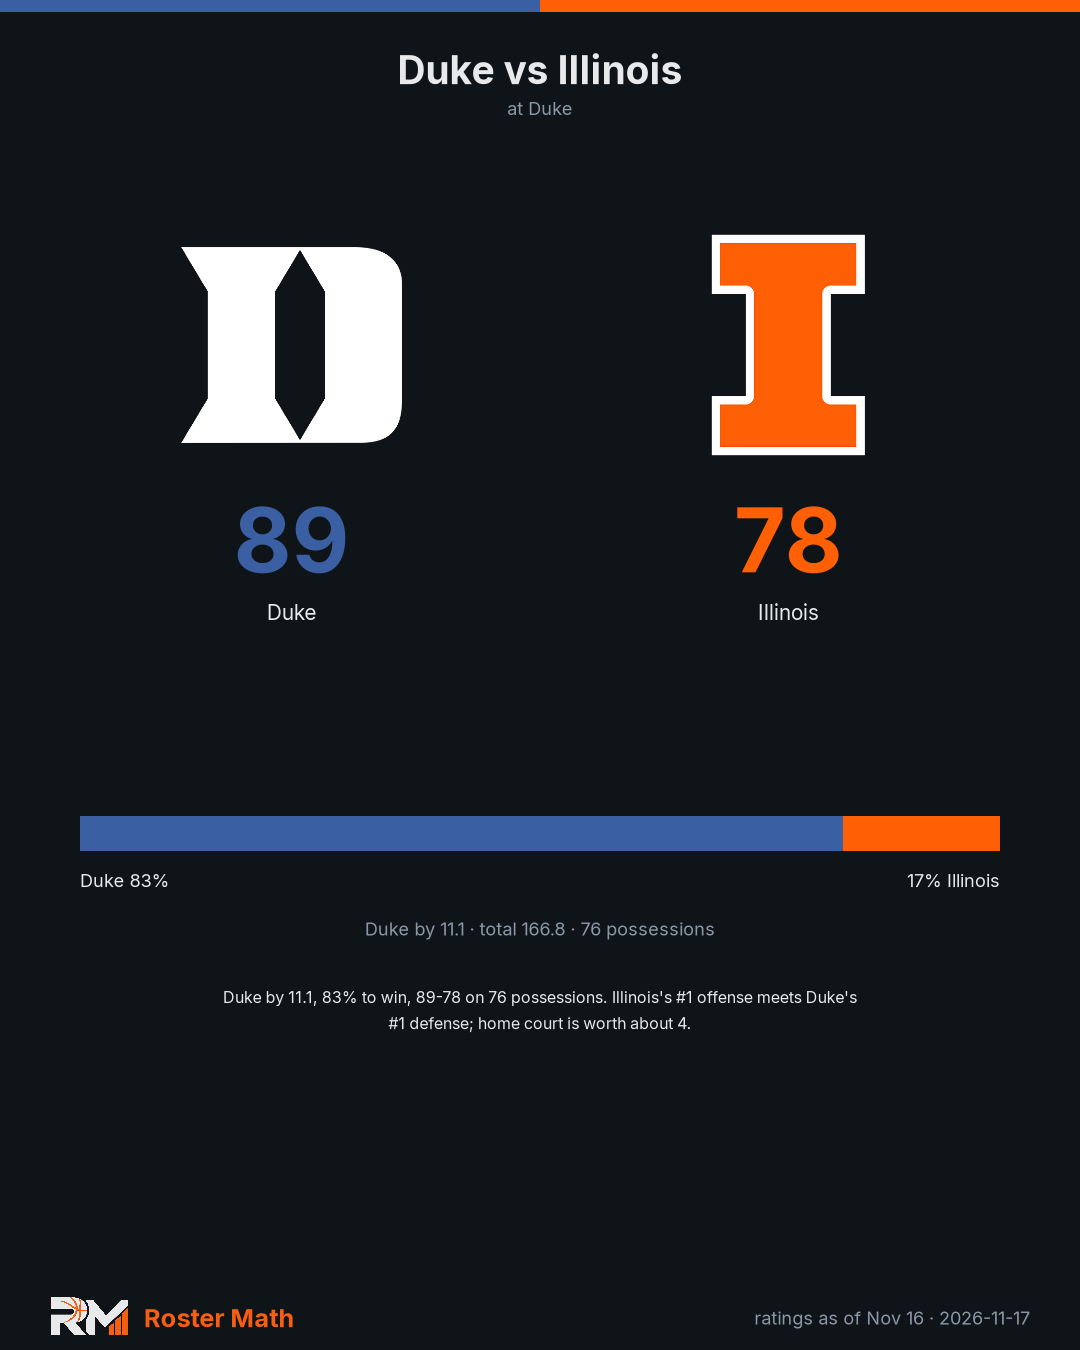 Duke vs Illinois
at Duke
D
I
89
78
Duke
Illinois
Duke 83%
17% Illinois
Duke by 11.1 · total 166.8 · 76 possessions
Duke by 11.1, 83% to win, 89-78 on 76 possessions. Illinois's #1 offense meets Duke's
#1 defense; home court is worth about 4.
RM Roster Math
ratings as of Nov 16 · 2026-11-17